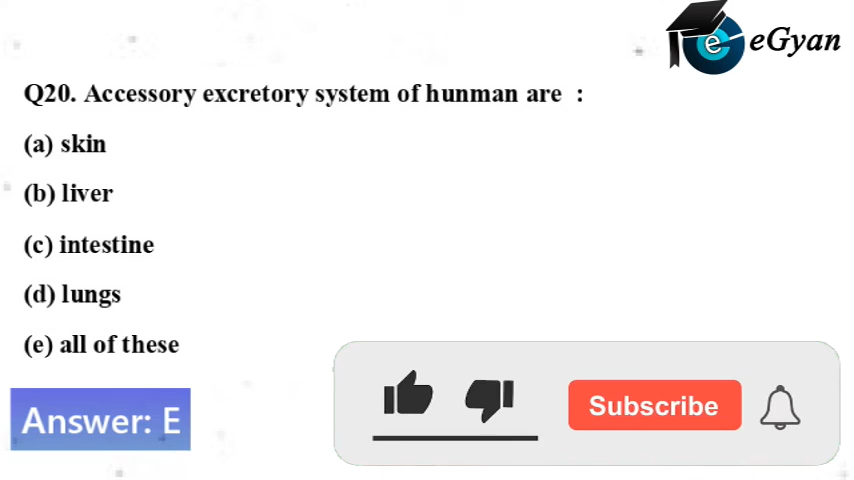 e eGyan
Q20. Accessory excretory system of hunman are :
(a) skin
(b) liver
(c) intestine
(d) lungs
(e) all of these
Answer: E
Subscribe